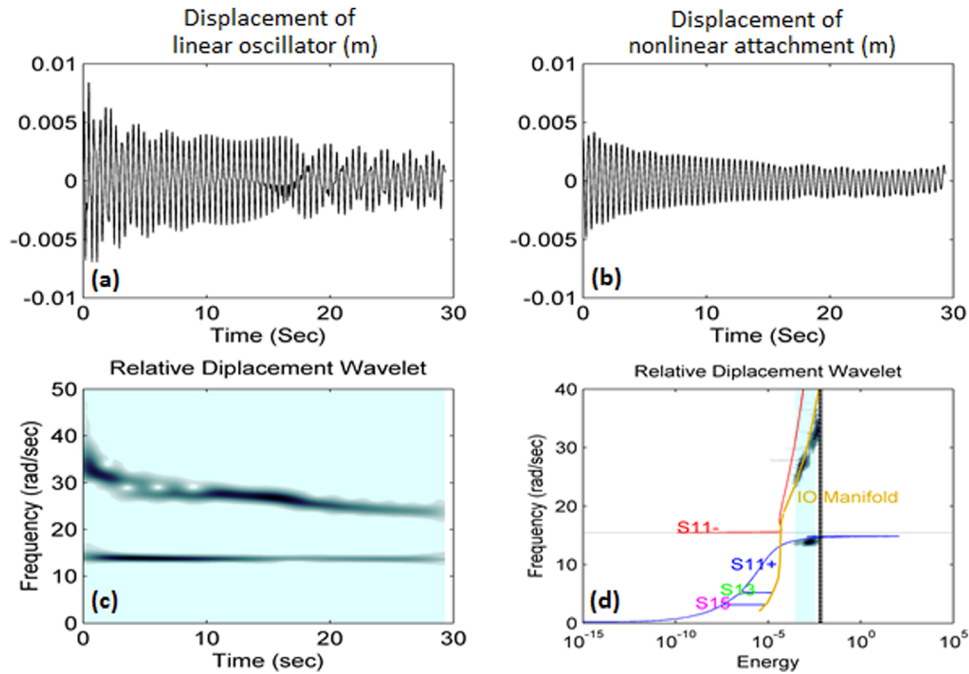 Displacement of
linear oscillator (m)
0.01
0.005
0
-0.005
-0.01
(a)
0 10 20 30
Time (Sec)
Displacement of
nonlinear attachment (m)
0.01
0.005
0
-0.005
-0.01
(b)
0 10 20 30
Time (Sec)
Relative Diplacement Wavelet
Frequency (rad/sec)
50
40
30
20
10
0
(c)
0 10 20 30
Time (sec)
Relative Diplacement Wavelet
Frequency (rad/sec)
40
30
20
10
0
IO Manifold
S11-
S11+
S13
S15
(d)
10-15 10-10 10-5 100 105
Energy